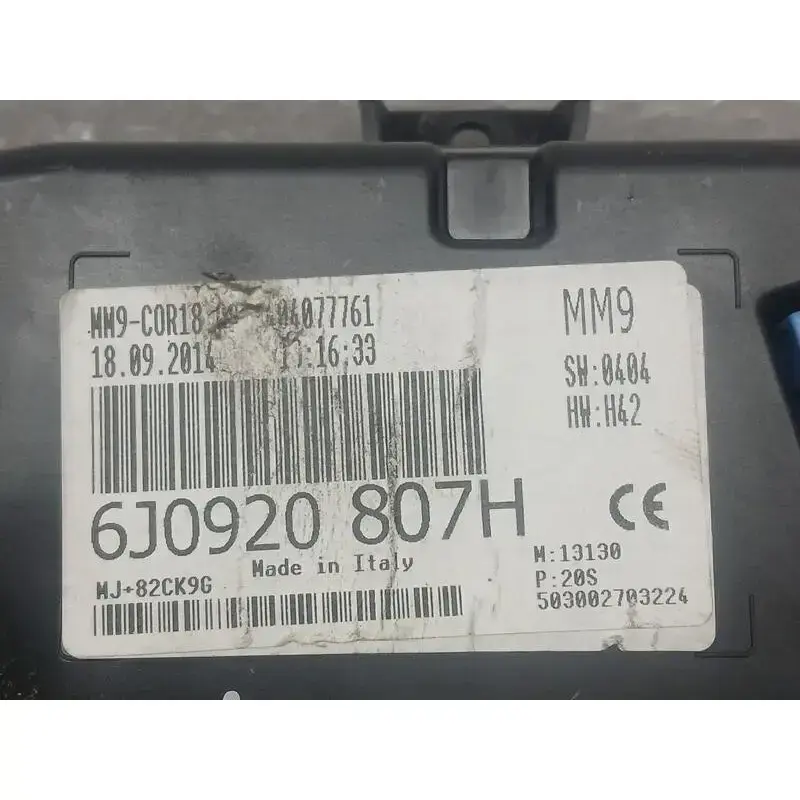 MM9-COR18 04077761
18.09.2014 :16:33
6J0920 807H
Made in Italy
MJ+82CK9G
MM9
SW:0404
HW:H42
CE
M:13130
P:20S
503002703224